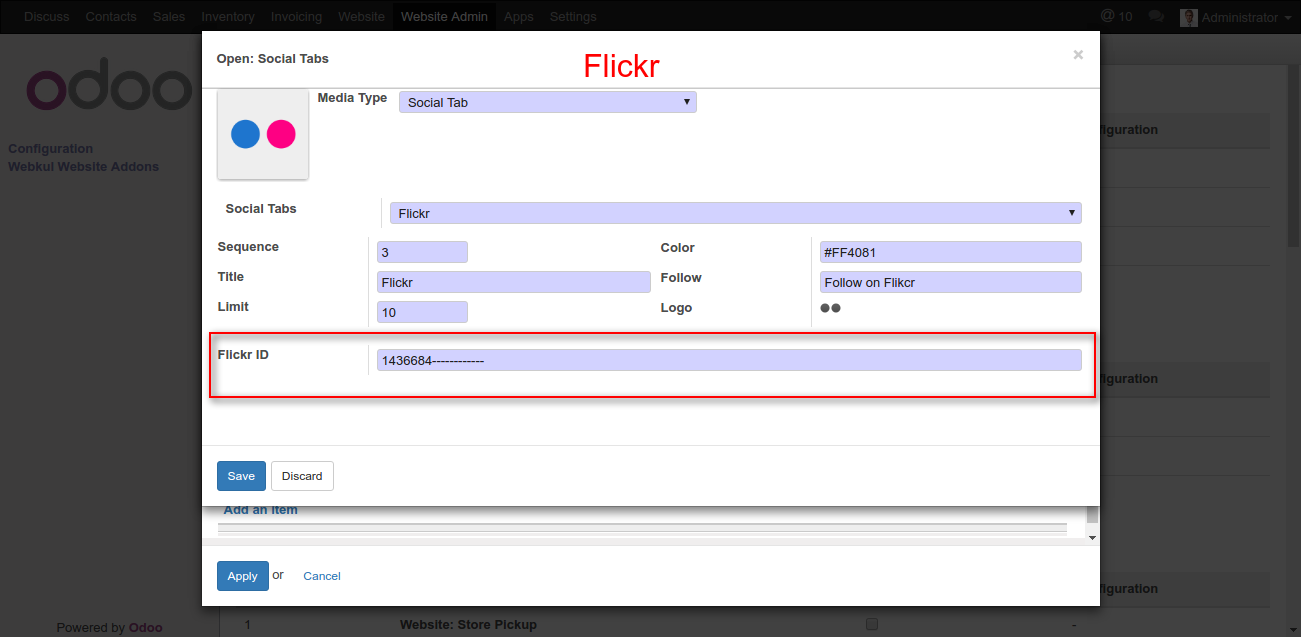 Discuss Contacts Sales Inventory Invoicing Website Website Admin Apps Settings @ 10 Administrator
Open: Social Tabs
Flickr
×
odoo
Media Type Social Tab
Configuration
Webkul Website Addons
figuration
Social Tabs Flickr
Sequence 3 Color #FF4081
Title Flickr Follow Follow on Flikcr
Limit 10 Logo
Flickr ID 1436684------------
figuration
Save Discard
Add an item
Apply or Cancel
figuration
Powered by Odoo
1 Website: Store Pickup -